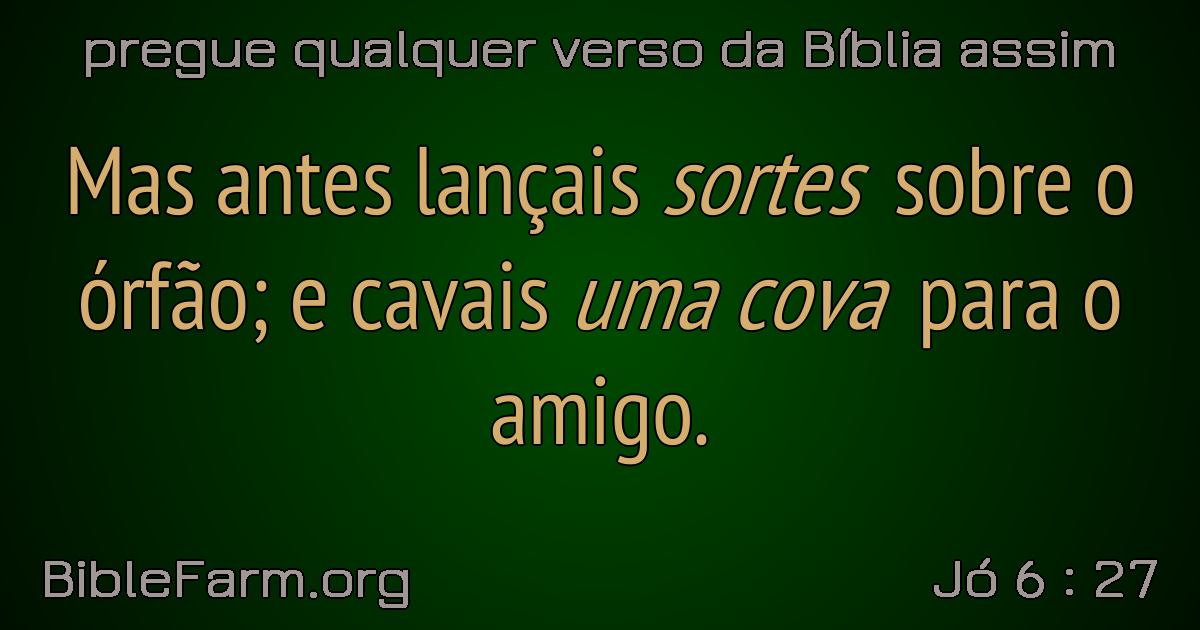 pregue qualquer verso da Bíblia assim
Mas antes lançais sortes sobre o
órfão; e cavais uma cova para o
amigo.
BibleFarm.org
Jó 6 : 27